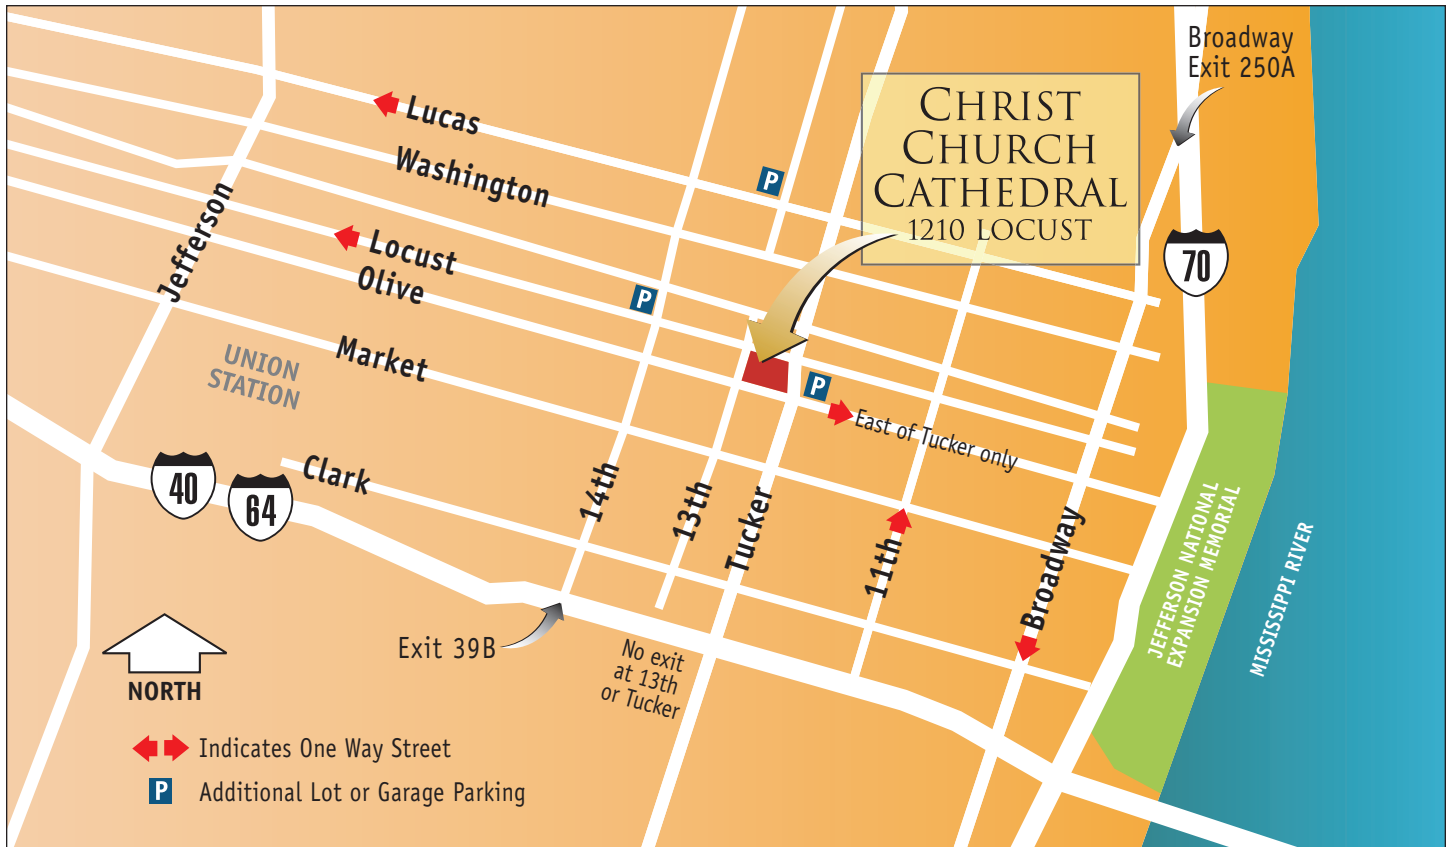 Broadway
Exit 250A
CHRIST
CHURCH
CATHEDRAL
1210 LOCUST
Lucas
Washington
P
Jefferson
Locust
Olive
P
70
Market
UNION
STATION
P
East of Tucker only
Clark
40
64
14th
13th
Tucker
11th
Broadway
JEFFERSON NATIONAL
EXPANSION MEMORIAL
MISSISSIPPI RIVER
Exit 39B
No exit
at 13th
or Tucker
NORTH
Indicates One Way Street
P Additional Lot or Garage Parking